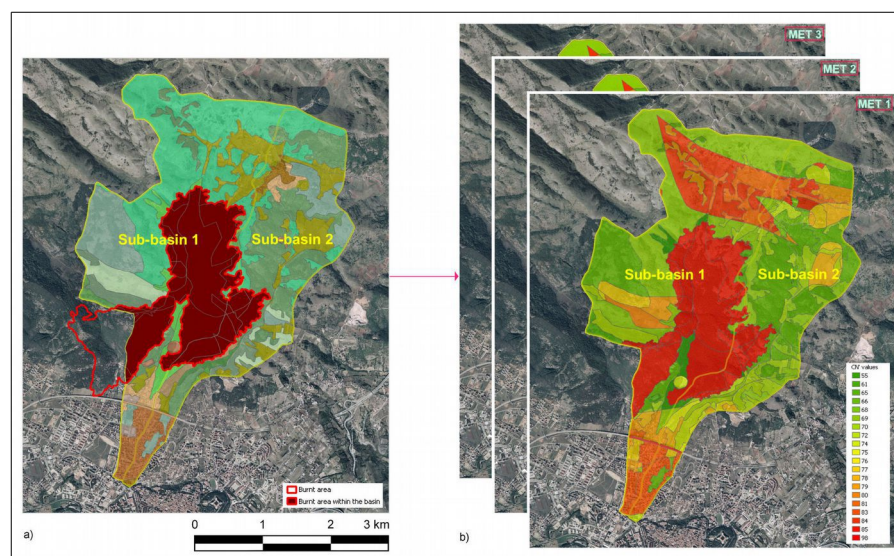 MET 3
MET 2
MET 1
Sub-basin 1
Sub-basin 2
Sub-basin 1
Sub-basin 2
Burnt area
Burnt area within the basin
a)
0 1 2 3 km
b)
CN values
55
61
65
66
68
69
70
72
74
75
76
77
78
79
80
81
83
84
85
98